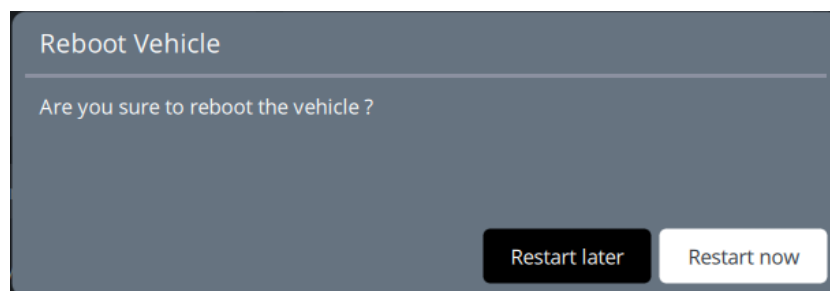 Reboot Vehicle
Are you sure to reboot the vehicle ?
Restart later Restart now